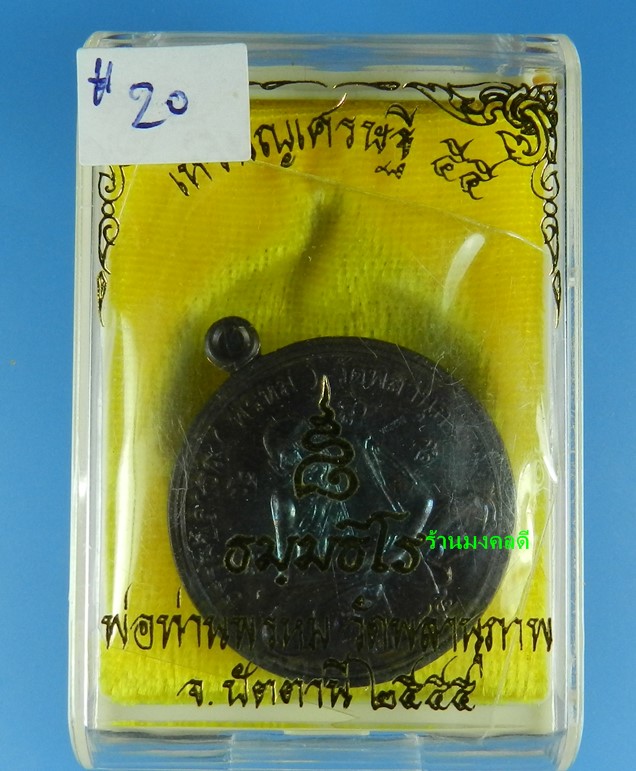 # 20
เหรียญเศรษฐี ๕๕
ธมฺมธีโร
ร้านมงคลดี
พ่อท่านพรหม วัดพลานุภาพ
จ.ปัตตานี ๒๕๕๕